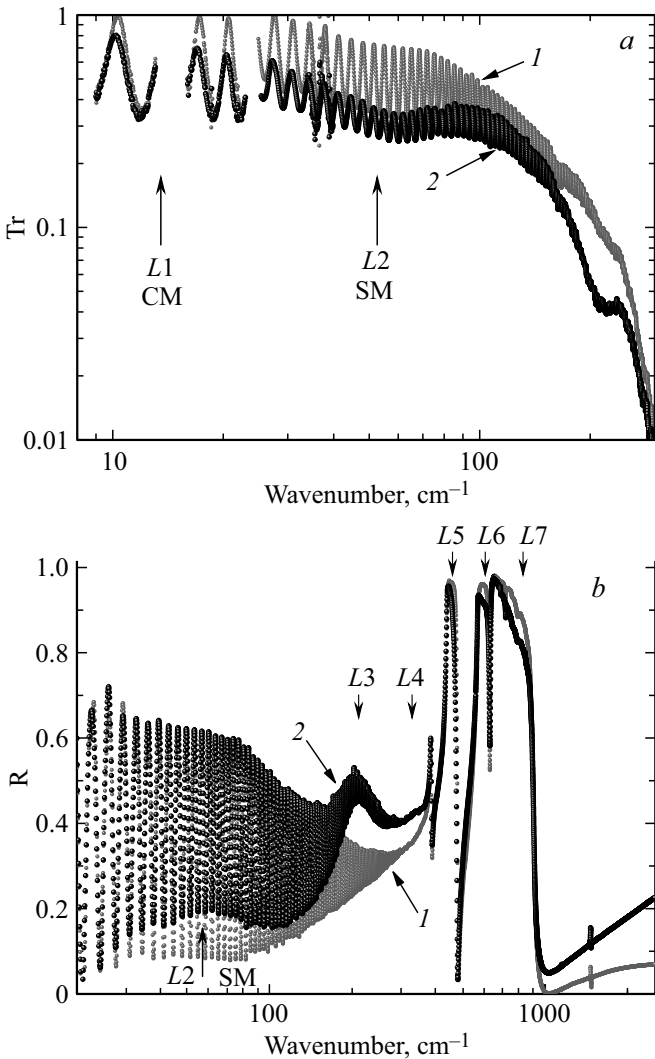 1
a
1
0.1
2
Tr
L1
L2
CM
SM
0.01
10
100
Wavenumber, cm⁻¹
L5
L6
L7
1.0
b
0.8
L3
L4
2
0.6
R
0.4
1
0.2
L2
SM
0
100
1000
Wavenumber, cm⁻¹